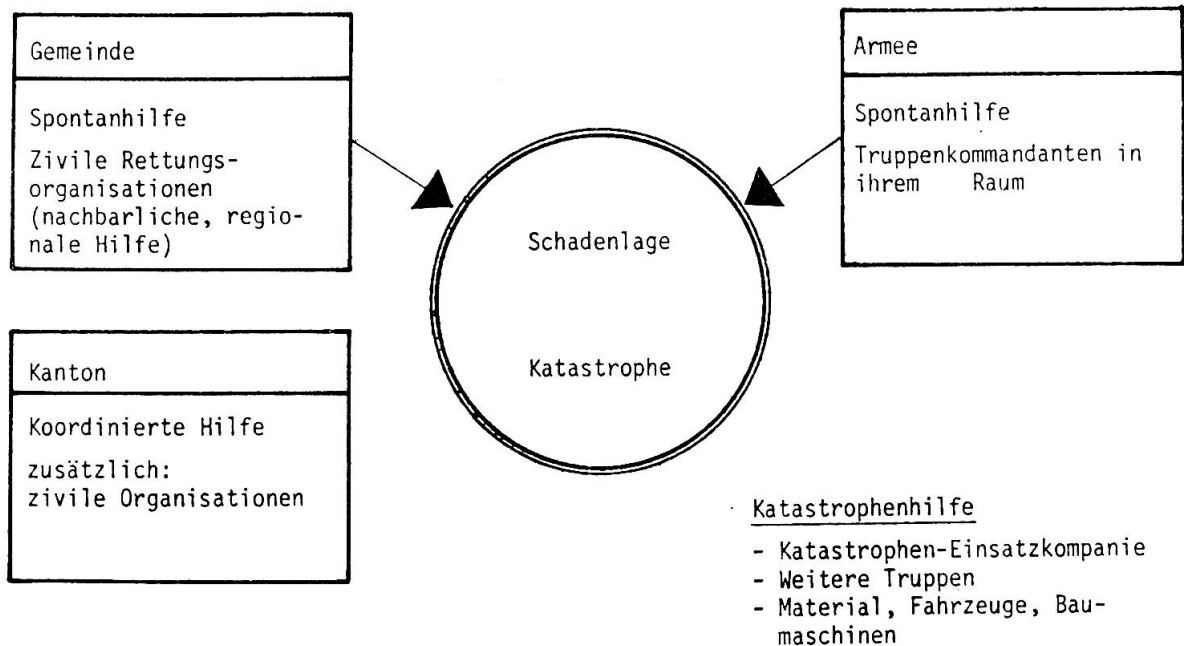 Gemeinde
Spontanhilfe
Zivile Rettungs-
organisationen
(nachbarliche, regio-
nale Hilfe)
Armee
Spontanhilfe
Truppenkommandanten in
ihrem Raum
Schadenlage
Katastrophe
Kanton
Koordinierte Hilfe
zusätzlich:
zivile Organisationen
Katastrophenhilfe
- Katastrophen-Einsatzkompanie
- Weitere Truppen
- Material, Fahrzeuge, Bau-
maschinen